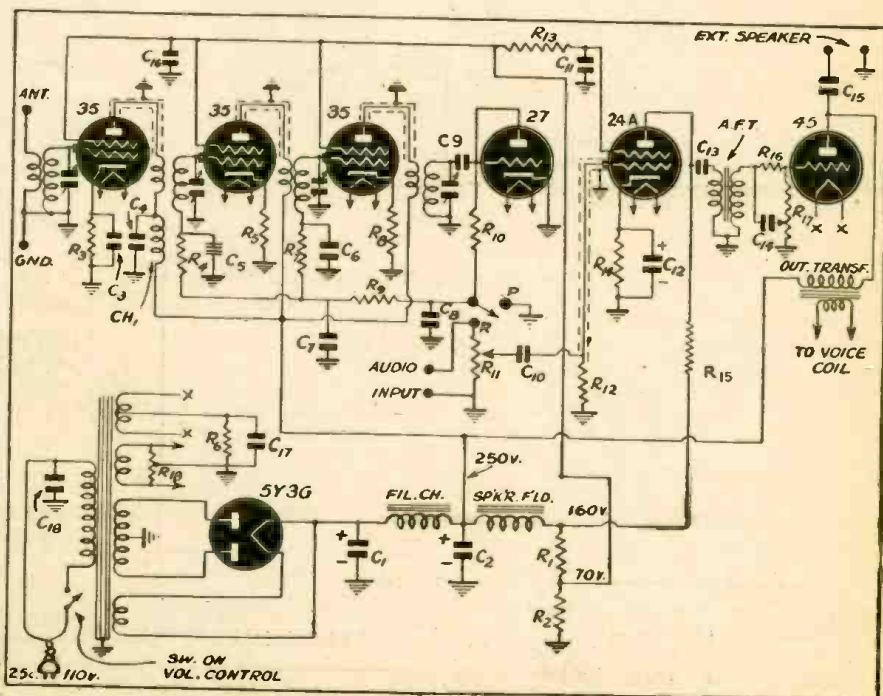 EXT. SPEAKER
R13
C16
C11
C15
ANT.
35
35
35
C9
27
24A
C13
A.F.T.
45
R16
R17
C14
C4
R3
C3
CH1
GND.
R4
C5
R5
R7
C6
R8
R10
R14
C12
+
-
X X
OUT. TRANSF.
R9
P
C8
R
C7
AUDIO
INPUT
R11
C10
R12
R15
TO VOICE
COIL
X
X
R6
C17
R18
250V.
C18
5Y3G
FIL. CH.
SPKR. FLD.
160V.
+
-
C1
+
-
C2
R1
70V.
R2
25c. 110V.
SW. ON
VOL. CONTROL